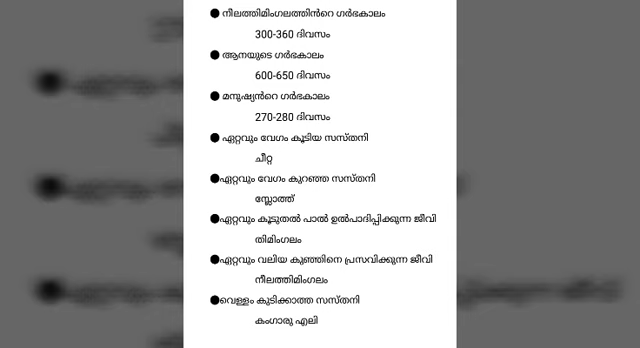 ● നീലത്തിമിംഗലത്തിൻറെ ഗർഭകാലം
300-360 ദിവസം
● ആനയുടെ ഗർഭകാലം
600-650 ദിവസം
● മനുഷ്യൻറെ ഗർഭകാലം
270-280 ദിവസം
● ഏറ്റവും വേഗം കൂടിയ സസ്തനി
ചീറ്റ
●ഏറ്റവും വേഗം കുറഞ്ഞ സസ്തനി
സ്ലോത്ത്
●ഏറ്റവും കൂടുതൽ പാൽ ഉൽപാദിപ്പിക്കുന്ന ജീവി
തിമിംഗലം
●ഏറ്റവും വലിയ കുഞ്ഞിനെ പ്രസവിക്കുന്ന ജീവി
നീലത്തിമിംഗലം
●വെള്ളം കുടിക്കാത്ത സസ്തനി
കംഗാരു എലി